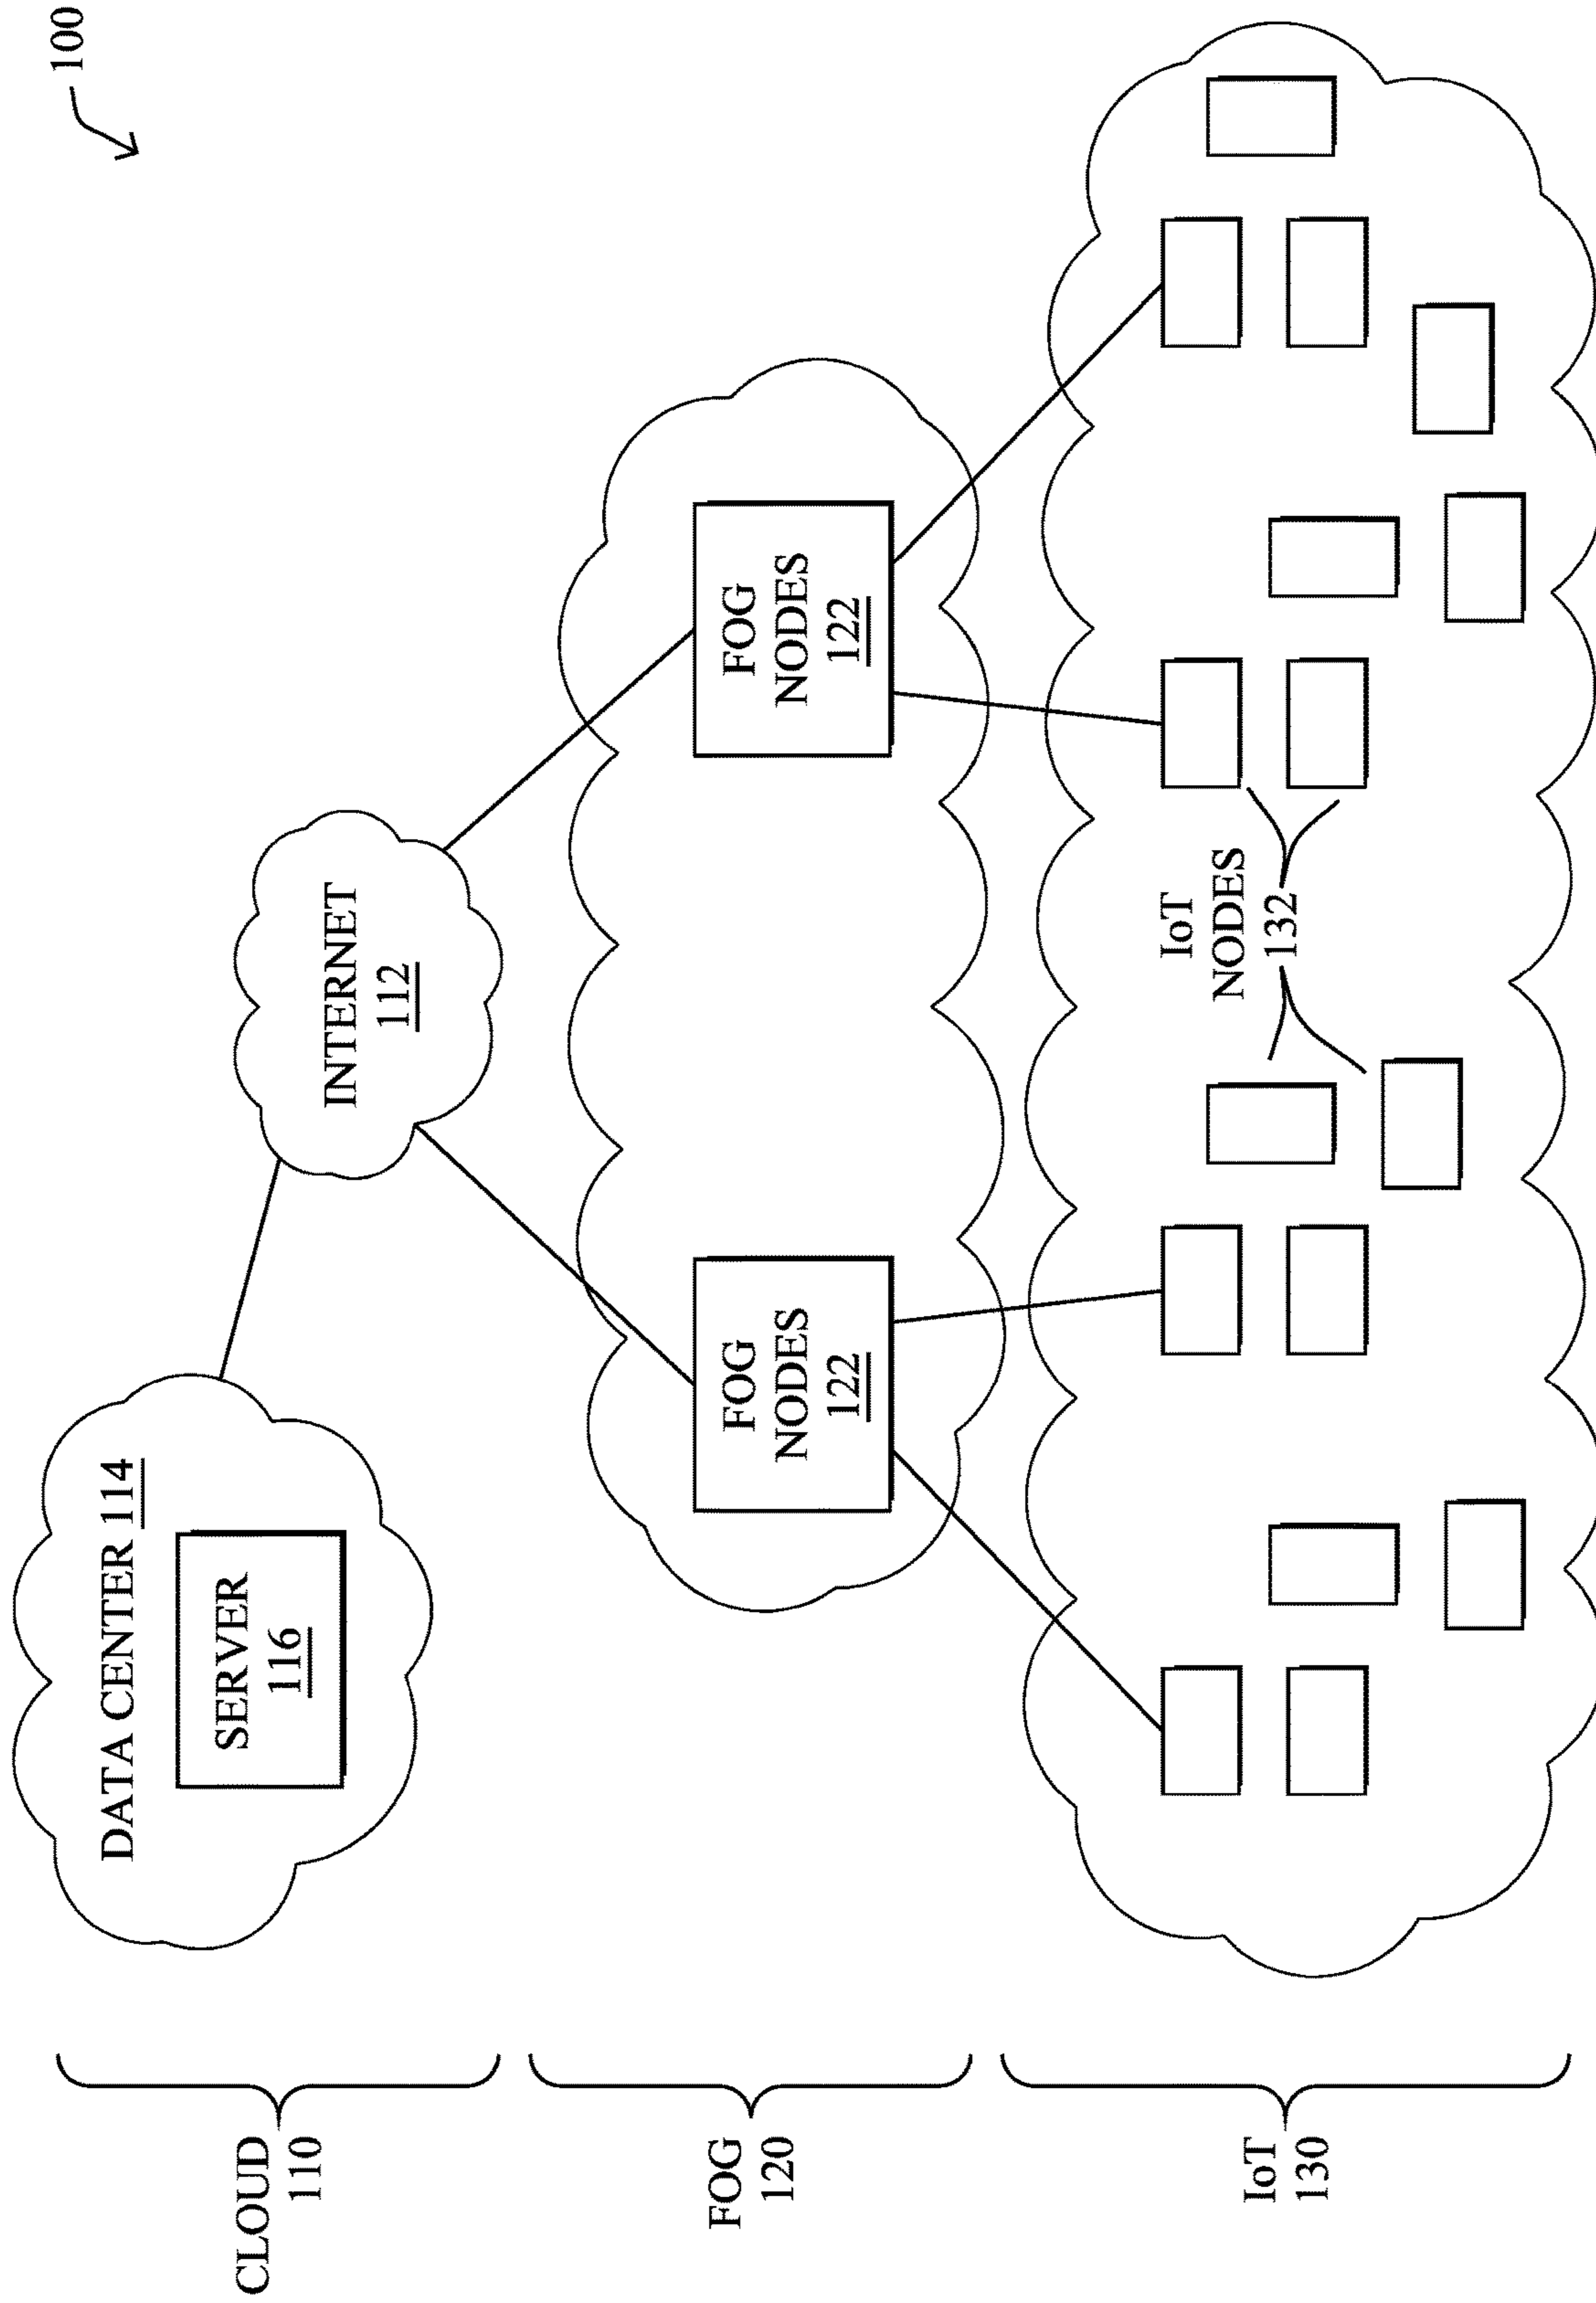 100
CLOUD
110
DATA CENTER 114
SERVER
116
INTERNET
112
FOG
120
FOG
NODES
122
FOG
NODES
122
IoT
130
IoT
NODES
132